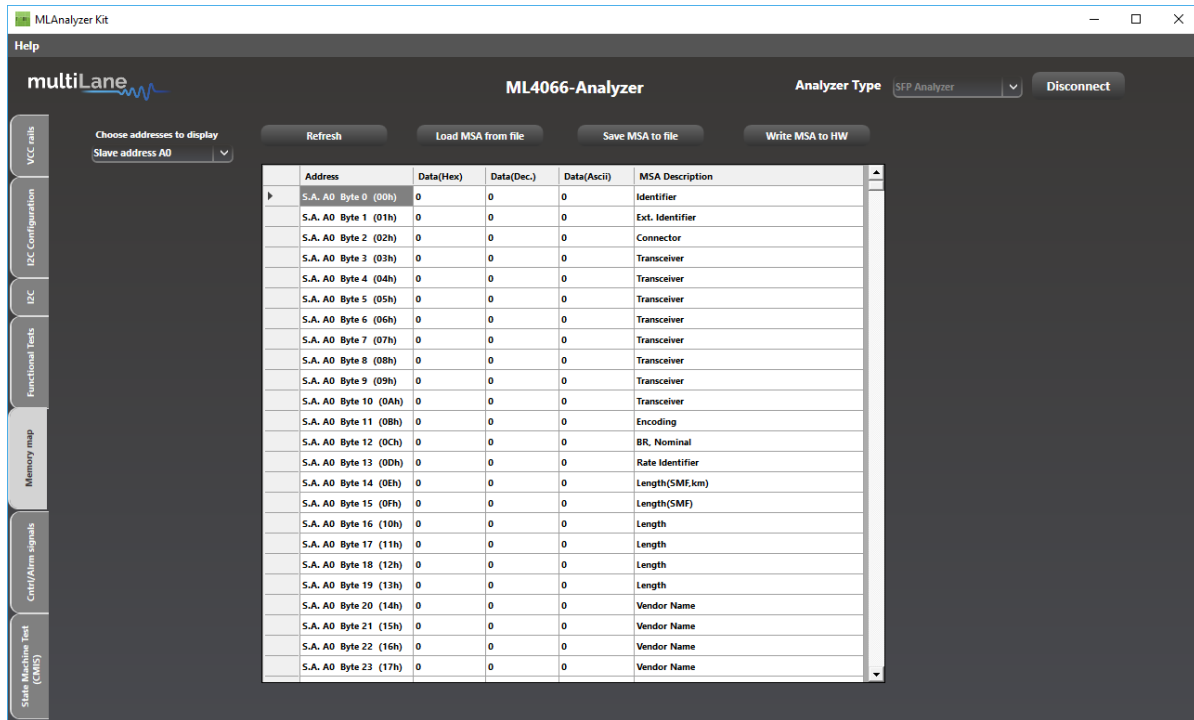 MLAnalyzer Kit
Help
multiLane
ML4066-Analyzer
Analyzer Type SFP Analyzer Disconnect
Choose addresses to display
Slave address A0
Refresh Load MSA from file Save MSA to file Write MSA to HW
VCC rails
I2C Configuration
I2C
Functional Tests
Memory map
Cntrl/Alrm signals
State Machine Test
(CMIS)
Address Data(Hex) Data(Dec.) Data(Ascii) MSA Description
S.A. A0 Byte 0 (00h) 0 0 0 Identifier
S.A. A0 Byte 1 (01h) 0 0 0 Ext. Identifier
S.A. A0 Byte 2 (02h) 0 0 0 Connector
S.A. A0 Byte 3 (03h) 0 0 0 Transceiver
S.A. A0 Byte 4 (04h) 0 0 0 Transceiver
S.A. A0 Byte 5 (05h) 0 0 0 Transceiver
S.A. A0 Byte 6 (06h) 0 0 0 Transceiver
S.A. A0 Byte 7 (07h) 0 0 0 Transceiver
S.A. A0 Byte 8 (08h) 0 0 0 Transceiver
S.A. A0 Byte 9 (09h) 0 0 0 Transceiver
S.A. A0 Byte 10 (0Ah) 0 0 0 Transceiver
S.A. A0 Byte 11 (0Bh) 0 0 0 Encoding
S.A. A0 Byte 12 (0Ch) 0 0 0 BR, Nominal
S.A. A0 Byte 13 (0Dh) 0 0 0 Rate Identifier
S.A. A0 Byte 14 (0Eh) 0 0 0 Length(SMF,km)
S.A. A0 Byte 15 (0Fh) 0 0 0 Length(SMF)
S.A. A0 Byte 16 (10h) 0 0 0 Length
S.A. A0 Byte 17 (11h) 0 0 0 Length
S.A. A0 Byte 18 (12h) 0 0 0 Length
S.A. A0 Byte 19 (13h) 0 0 0 Length
S.A. A0 Byte 20 (14h) 0 0 0 Vendor Name
S.A. A0 Byte 21 (15h) 0 0 0 Vendor Name
S.A. A0 Byte 22 (16h) 0 0 0 Vendor Name
S.A. A0 Byte 23 (17h) 0 0 0 Vendor Name